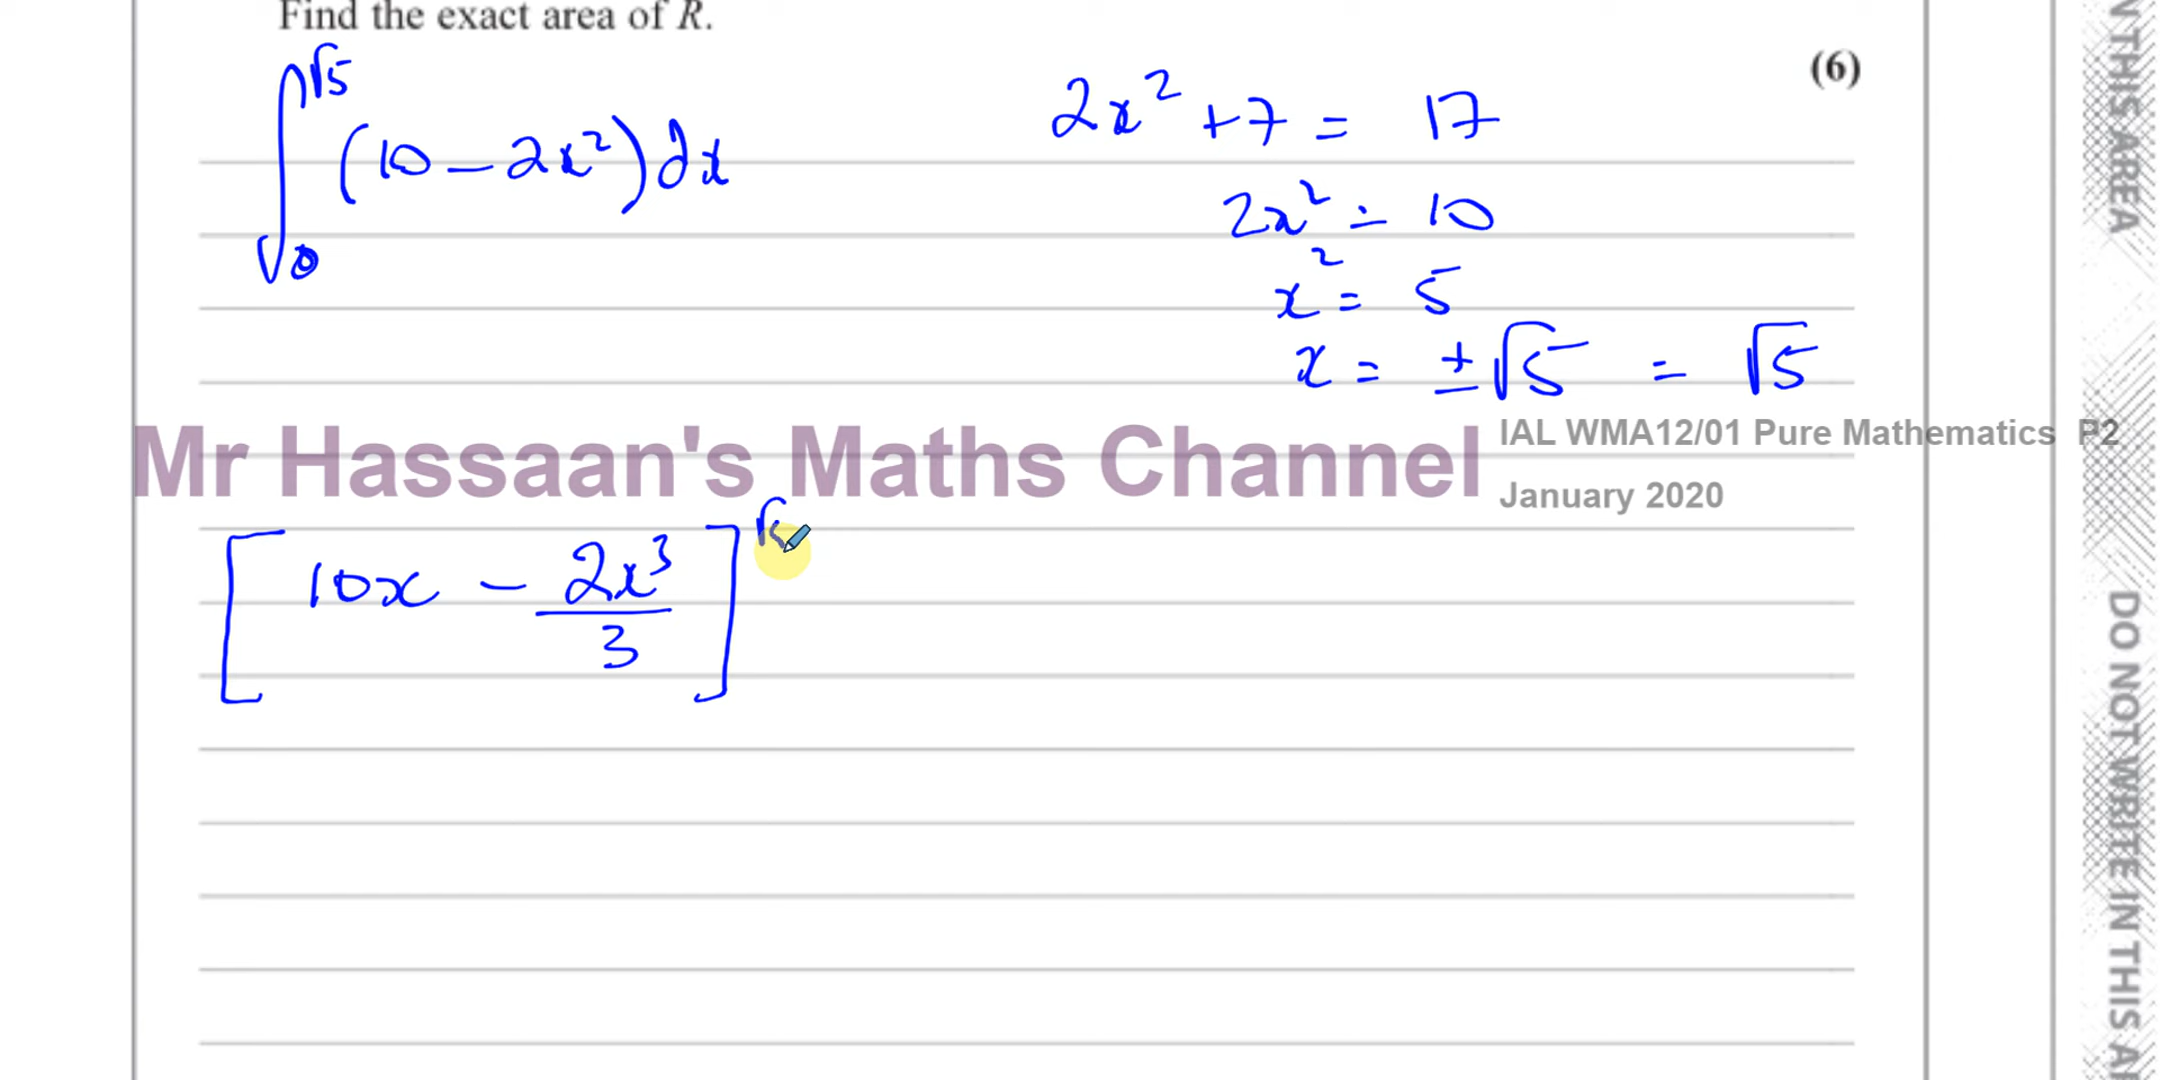 Find the exact area of R.
(6)
∫₀^√5 (10 − 2x²) dx
2x² + 7 = 17
2x² = 10
x² = 5
x = ±√5 = √5
Mr Hassaan's Maths Channel
IAL WMA12/01 Pure Mathematics P2
January 2020
[10x − 2x³/3]^√
N THIS AREA
DO NOT WRITE IN THIS A